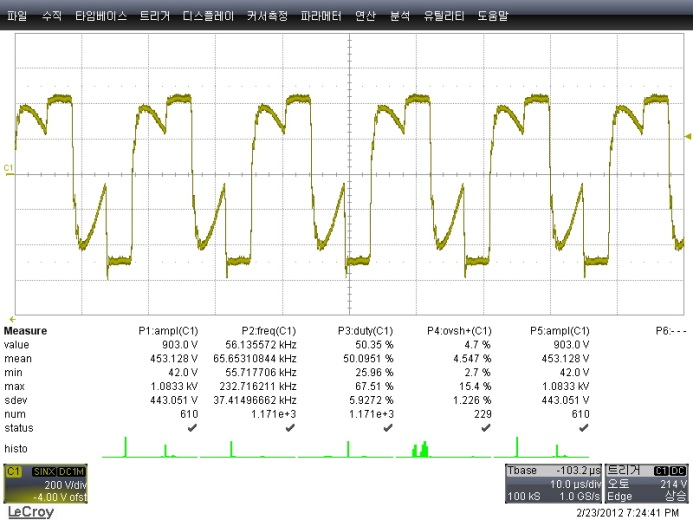 파일 수직 타임베이스 트리거 디스플레이 커서측정 파라메터 연산 분석 유틸리티 도움말
C1
Measure P1:ampl(C1) P2:freq(C1) P3:duty(C1) P4:ovsh+(C1) P5:ampl(C1) P6:---
value 903.0 V 56.135572 kHz 50.35 % 4.7 % 903.0 V
mean 453.128 V 65.65310844 kHz 50.0951 % 4.547 % 453.128 V
min 42.0 V 55.717706 kHz 25.96 % 2.7 % 42.0 V
max 1.0833 kV 232.716211 kHz 67.51 % 15.4 % 1.0833 kV
sdev 443.051 V 37.41496662 kHz 5.9272 % 1.226 % 443.051 V
num 610 1.171e+3 1.171e+3 229 610
status
histo
C1 SINX DC1M
200 V/div
-4.00 V ofst
Tbase -103.2 µs
10.0 µs/div
100 kS 1.0 GS/s
트리거 C1 DC
오토 214 V
Edge 상승
LeCroy
2/23/2012 7:24:41 PM